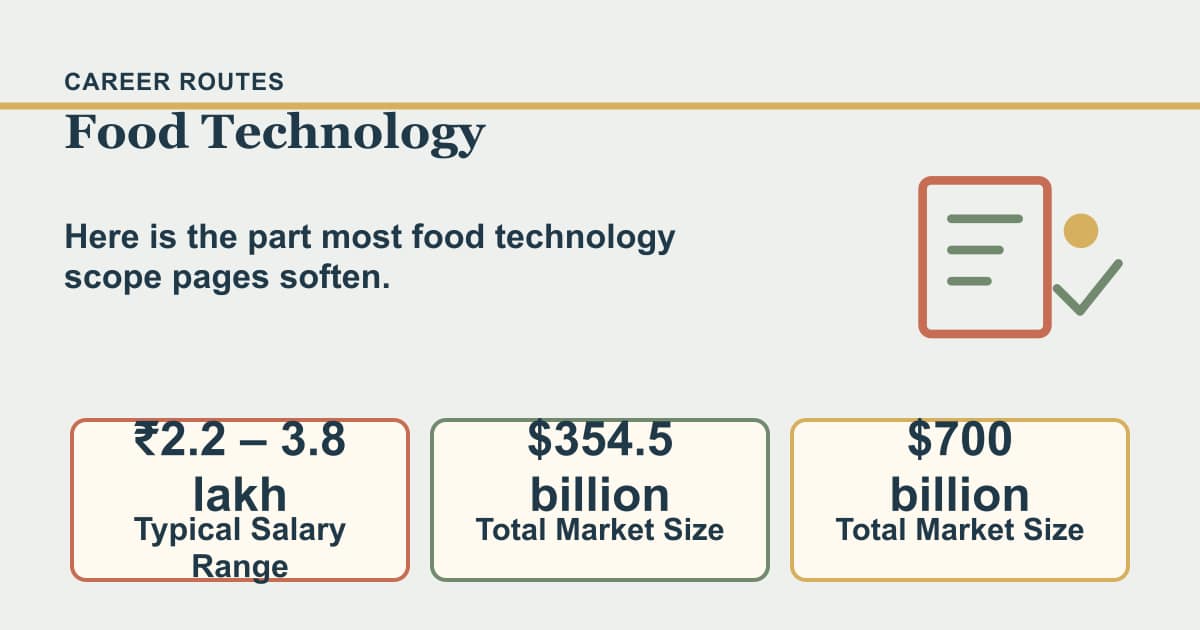 CAREER ROUTES
Food Technology
Here is the part most food technology
scope pages soften.
₹2.2 – 3.8
lakh
Typical Salary
Range
$354.5
billion
Total Market Size
$700
billion
Total Market Size